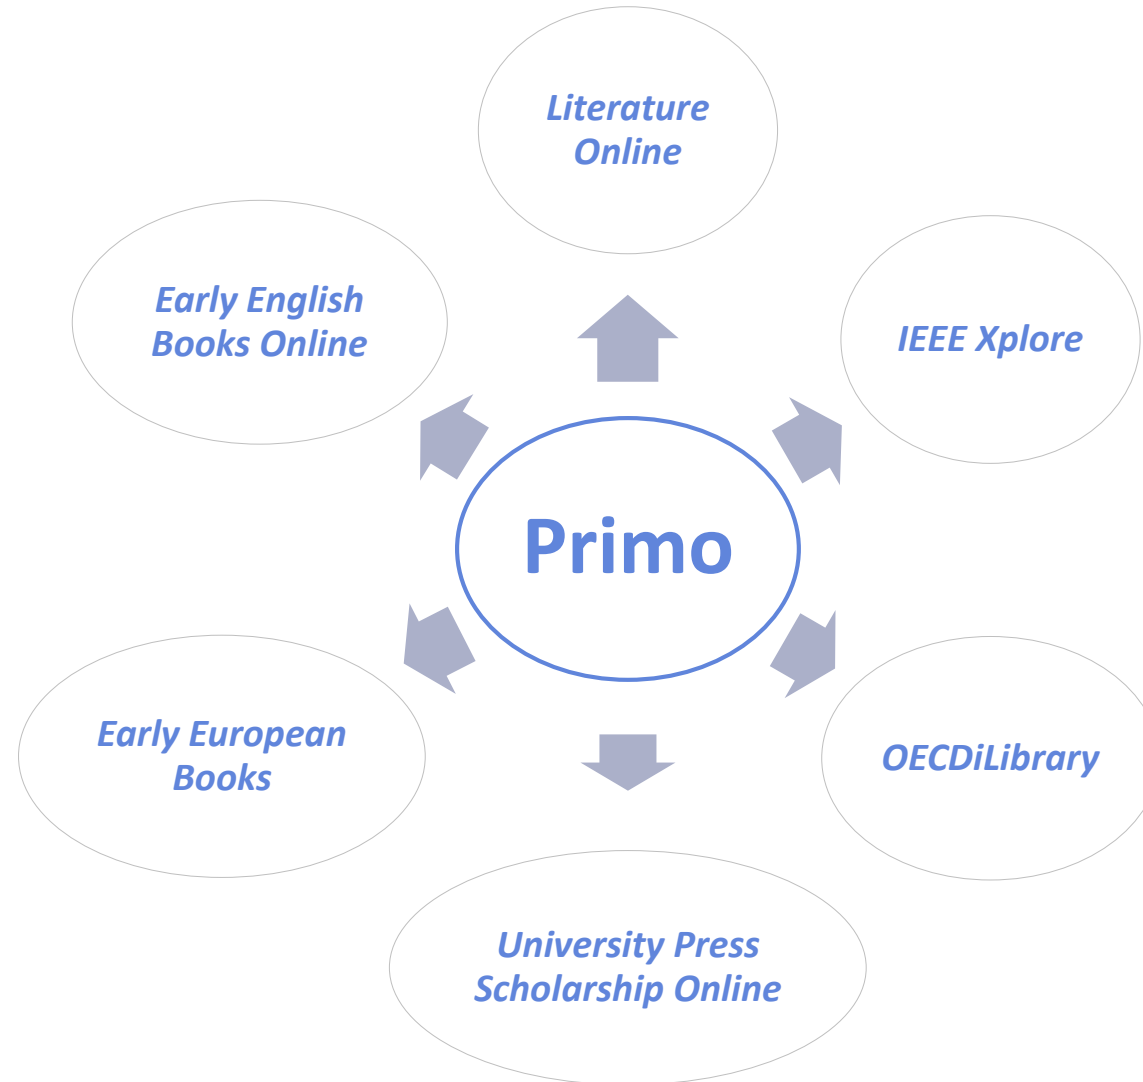 Literature
Online
Early English
Books Online
IEEE Xplore
Primo
Early European
Books
OECDiLibrary
University Press
Scholarship Online